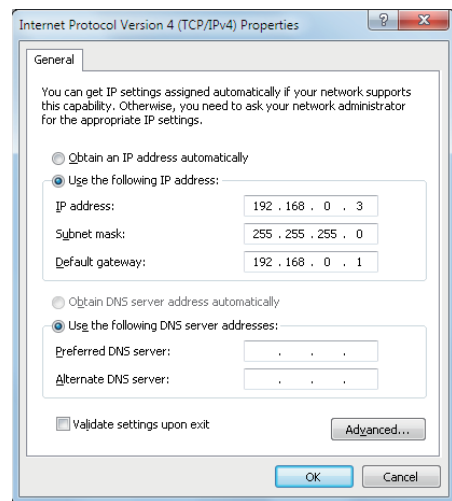 Internet Protocol Version 4 (TCP/IPv4) Properties
General
You can get IP settings assigned automatically if your network supports
this capability. Otherwise, you need to ask your network administrator
for the appropriate IP settings.
Obtain an IP address automatically
Use the following IP address:
IP address: 192 . 168 . 0 . 3
Subnet mask: 255 . 255 . 255 . 0
Default gateway: 192 . 168 . 0 . 1
Obtain DNS server address automatically
Use the following DNS server addresses:
Preferred DNS server: . . .
Alternate DNS server: . . .
Validate settings upon exit
Advanced...
OK Cancel